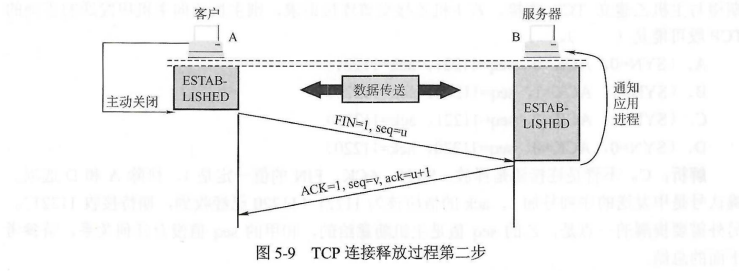 客户
服务器
A
B
ESTAB-
LISHED
数据传送
ESTAB-
LISHED
主动关闭
通知
应用
进程
FIN=1, seq=u
ACK=1, seq=v, ack=u+1
图 5-9 TCP 连接释放过程第二步